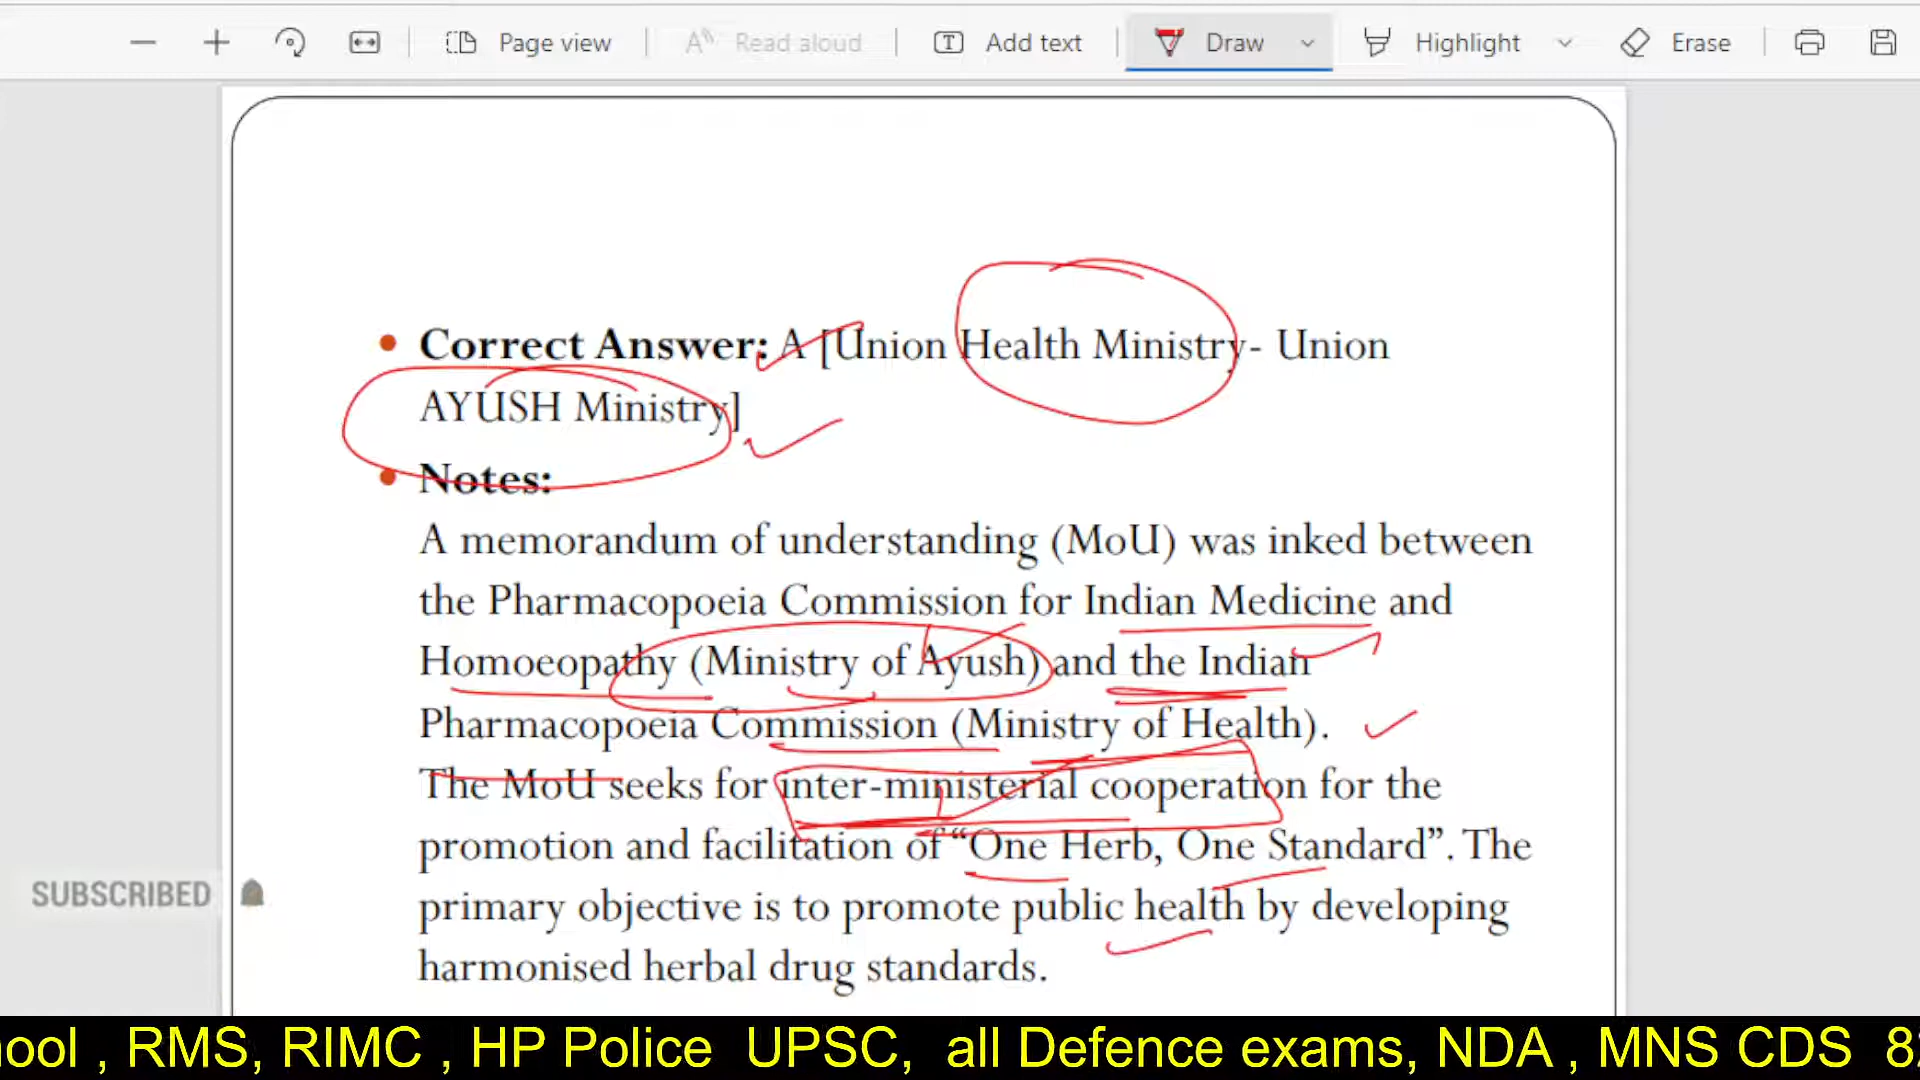 Page view
Read aloud
Add text
Draw
Highlight
Erase
Correct Answer: A [Union Health Ministry- Union
AYUSH Ministry]
Notes:
A memorandum of understanding (MoU) was inked between
the Pharmacopoeia Commission for Indian Medicine and
Homoeopathy (Ministry of Ayush) and the Indian
Pharmacopoeia Commission (Ministry of Health).
The MoU seeks for inter-ministerial cooperation for the
promotion and facilitation of “One Herb, One Standard”. The
primary objective is to promote public health by developing
harmonised herbal drug standards.
SUBSCRIBED
, RMS, RIMC , HP Police UPSC, all Defence exams, NDA , MNS CDS